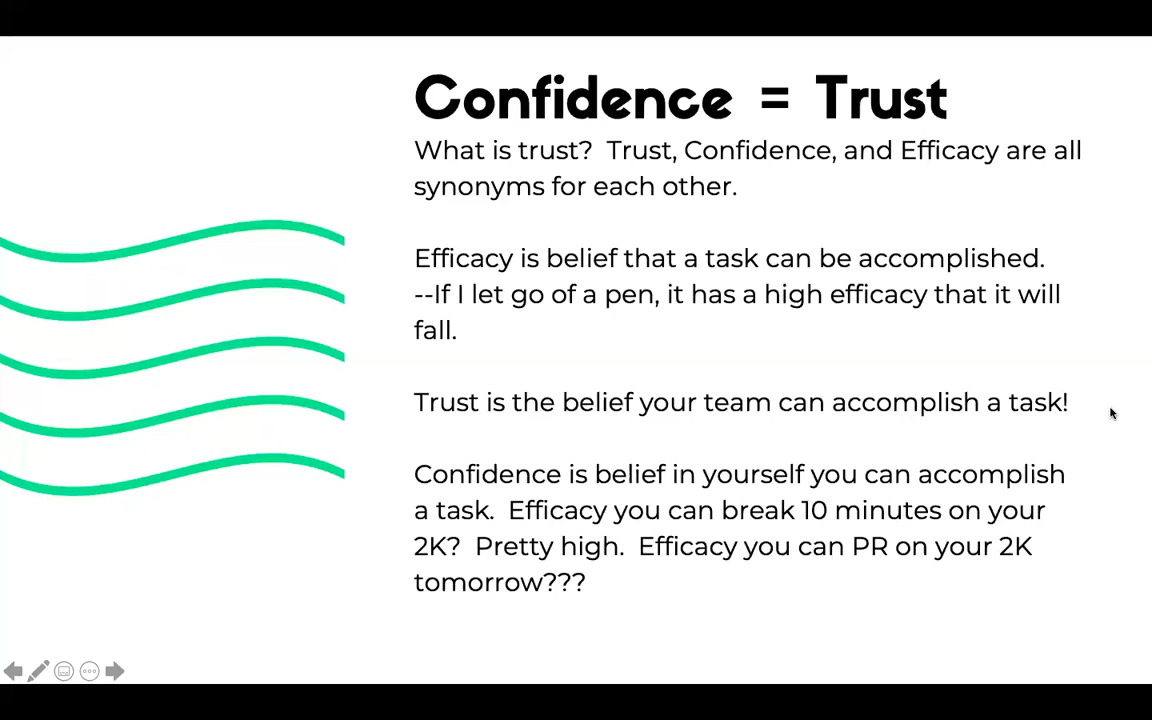 Confidence = Trust
What is trust?  Trust, Confidence, and Efficacy are all
synonyms for each other.
Efficacy is belief that a task can be accomplished.
--If I let go of a pen, it has a high efficacy that it will
fall.
Trust is the belief your team can accomplish a task!
Confidence is belief in yourself you can accomplish
a task.  Efficacy you can break 10 minutes on your
2K?  Pretty high.  Efficacy you can PR on your 2K
tomorrow???